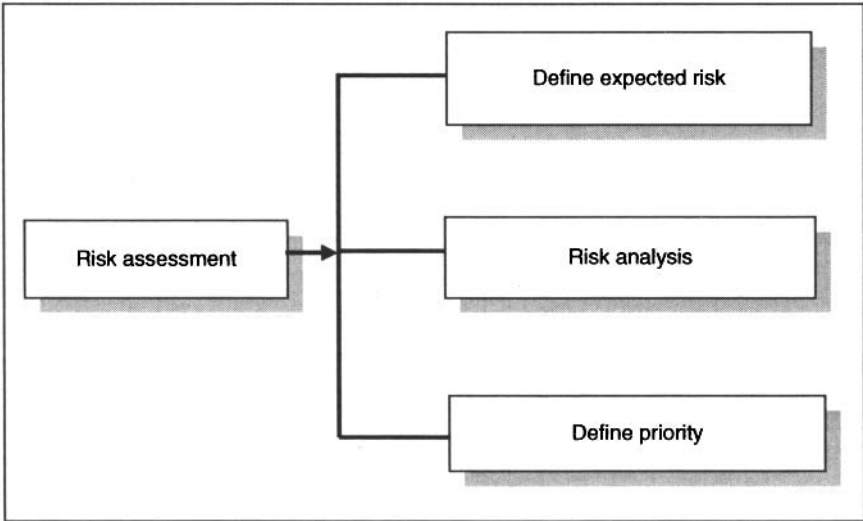 Define expected risk
Risk assessment
Risk analysis
Define priority